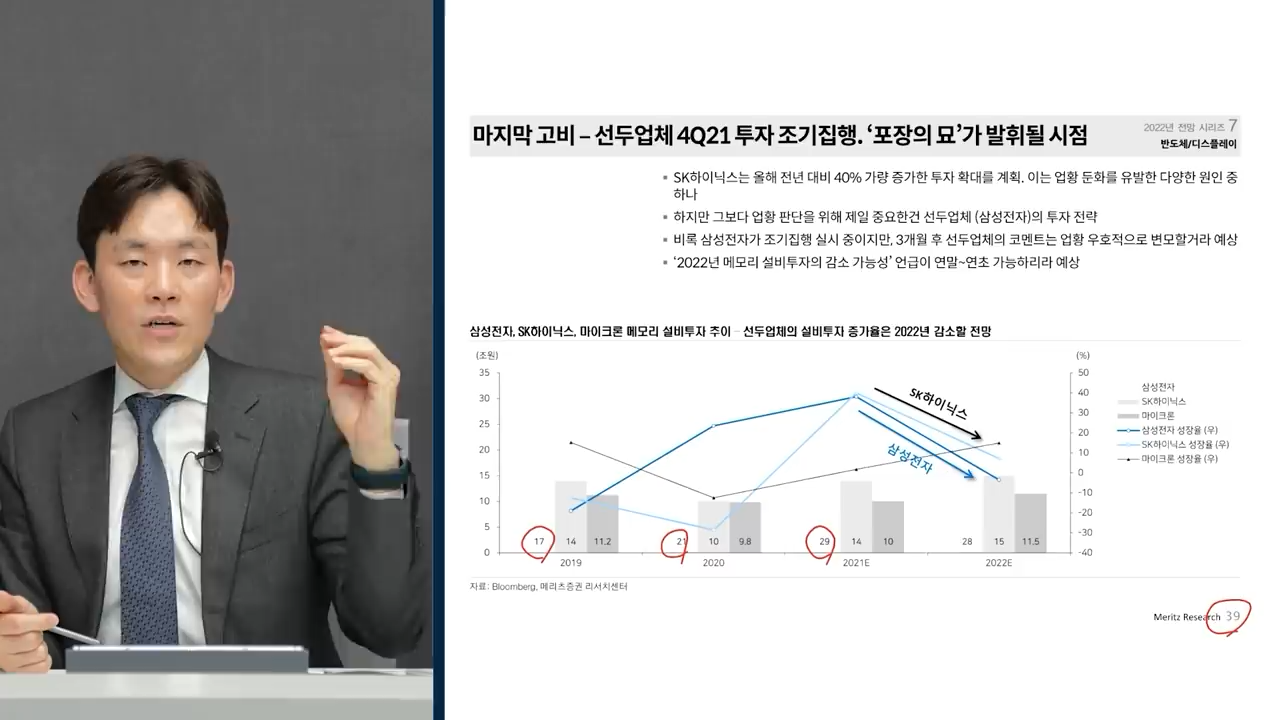 마지막 고비 – 선두업체 4Q21 투자 조기집행. ‘포장의 묘’가 발휘될 시점
2022년 전망 시리즈 7
반도체/디스플레이
▪ SK하이닉스는 올해 전년 대비 40% 가량 증가한 투자 확대를 계획. 이는 업황 둔화를 유발한 다양한 원인 중
하나
▪ 하지만 그보다 업황 판단을 위해 제일 중요한건 선두업체 (삼성전자)의 투자 전략
▪ 비록 삼성전자가 조기집행 실시 중이지만, 3개월 후 선두업체의 코멘트는 업황 우호적으로 변모할거라 예상
▪ ‘2022년 메모리 설비투자의 감소 가능성’ 언급이 연말~연초 가능하리라 예상
삼성전자, SK하이닉스, 마이크론 메모리 설비투자 추이 – 선두업체의 설비투자 증가율은 2022년 감소할 전망
(조원)
35
30
25
20
15
10
5
0
SK하이닉스
삼성전자
17 14 11.2
21 10 9.8
29 14 10
28 15 11.5
2019 2020 2021E 2022E
(%)
50
40
30
20
10
0
-10
-20
-30
-40
삼성전자
SK하이닉스
마이크론
삼성전자 성장율 (우)
SK하이닉스 성장율 (우)
마이크론 성장율 (우)
자료: Bloomberg, 메리츠증권 리서치센터
Meritz Research 39